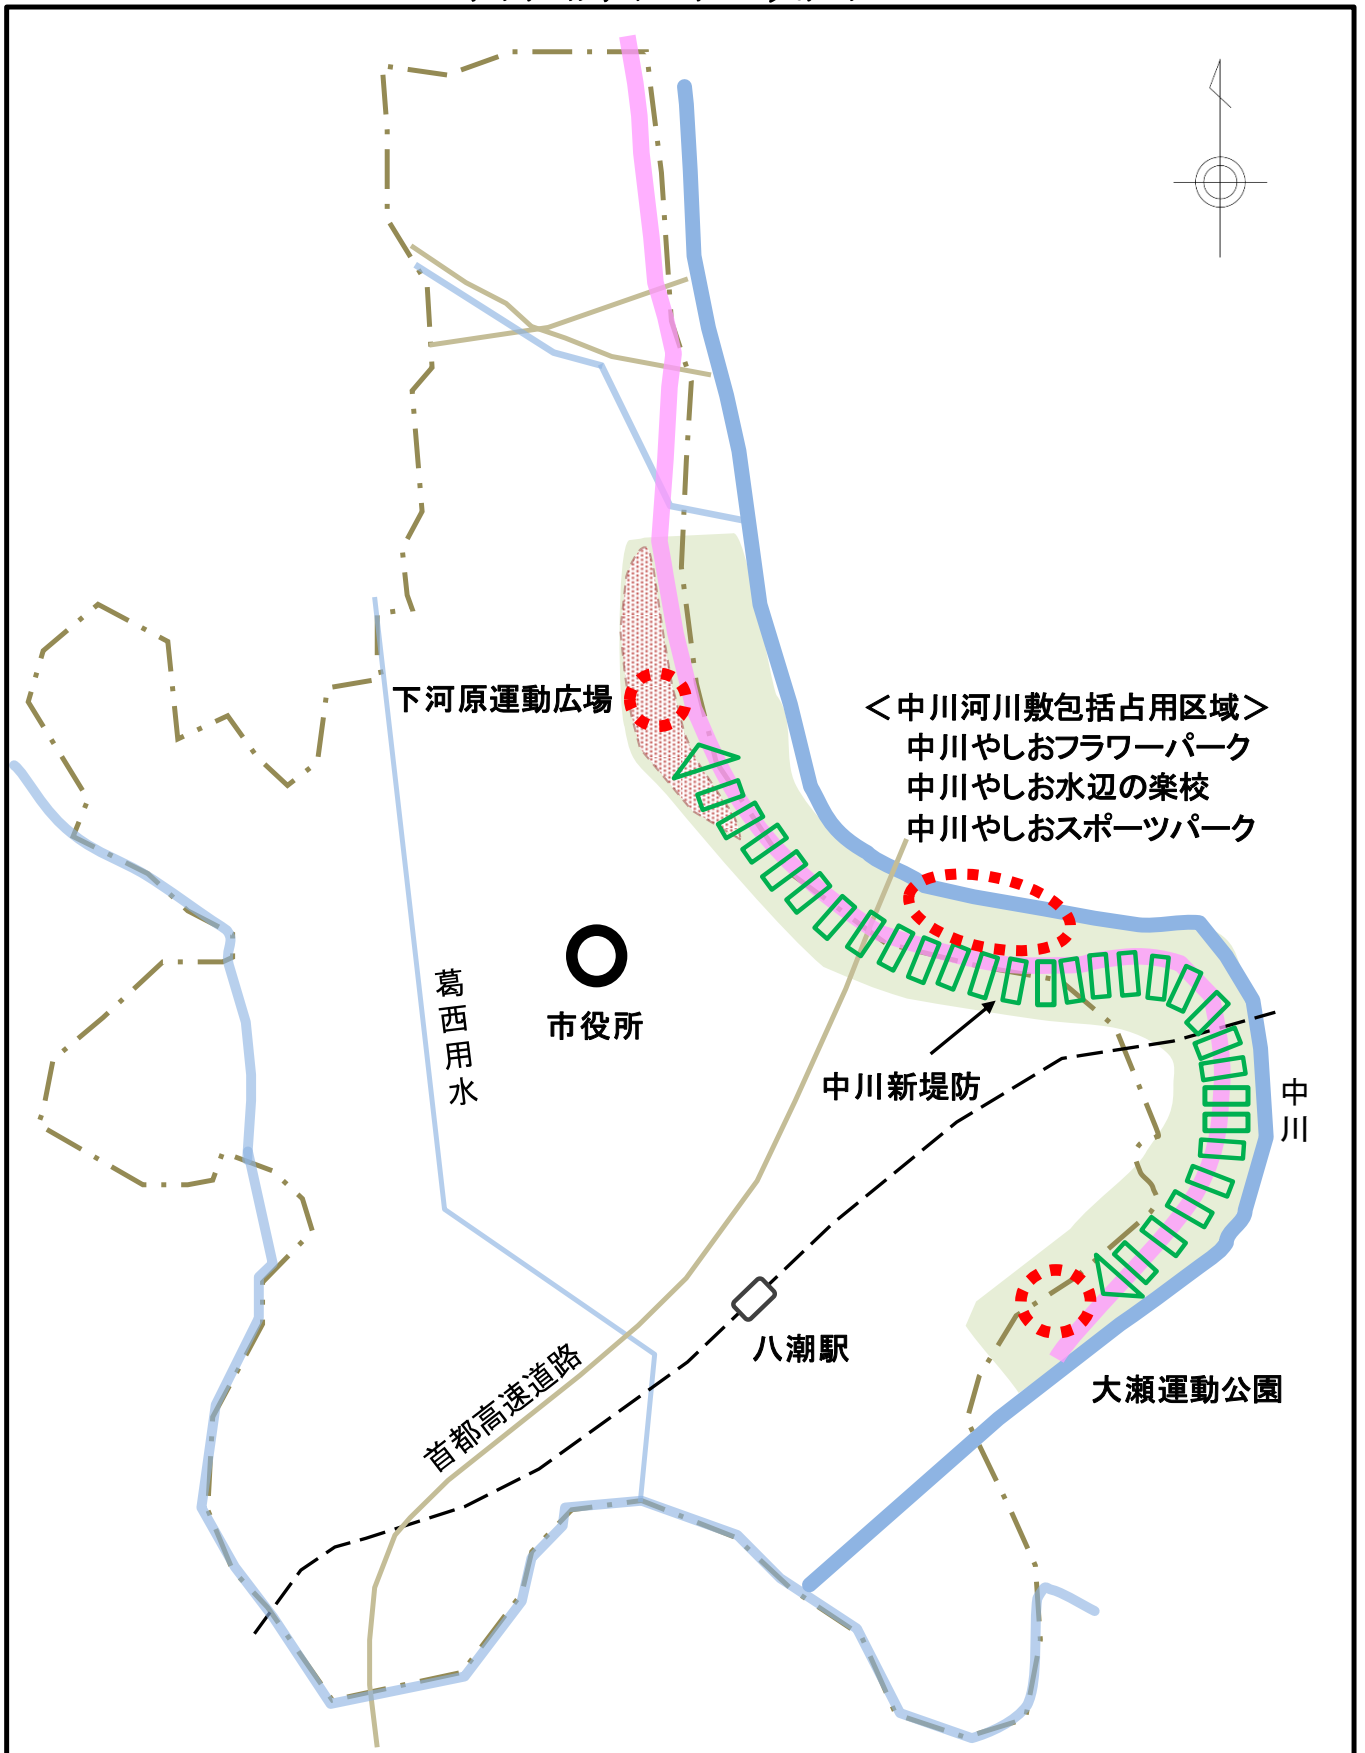 下河原運動広場
＜中川河川敷包括占用区域＞
中川やしおフラワーパーク
中川やしお水辺の楽校
中川やしおスポーツパーク
葛西用水
市役所
中川新堤防
中川
八潮駅
首都高速道路
大瀬運動公園